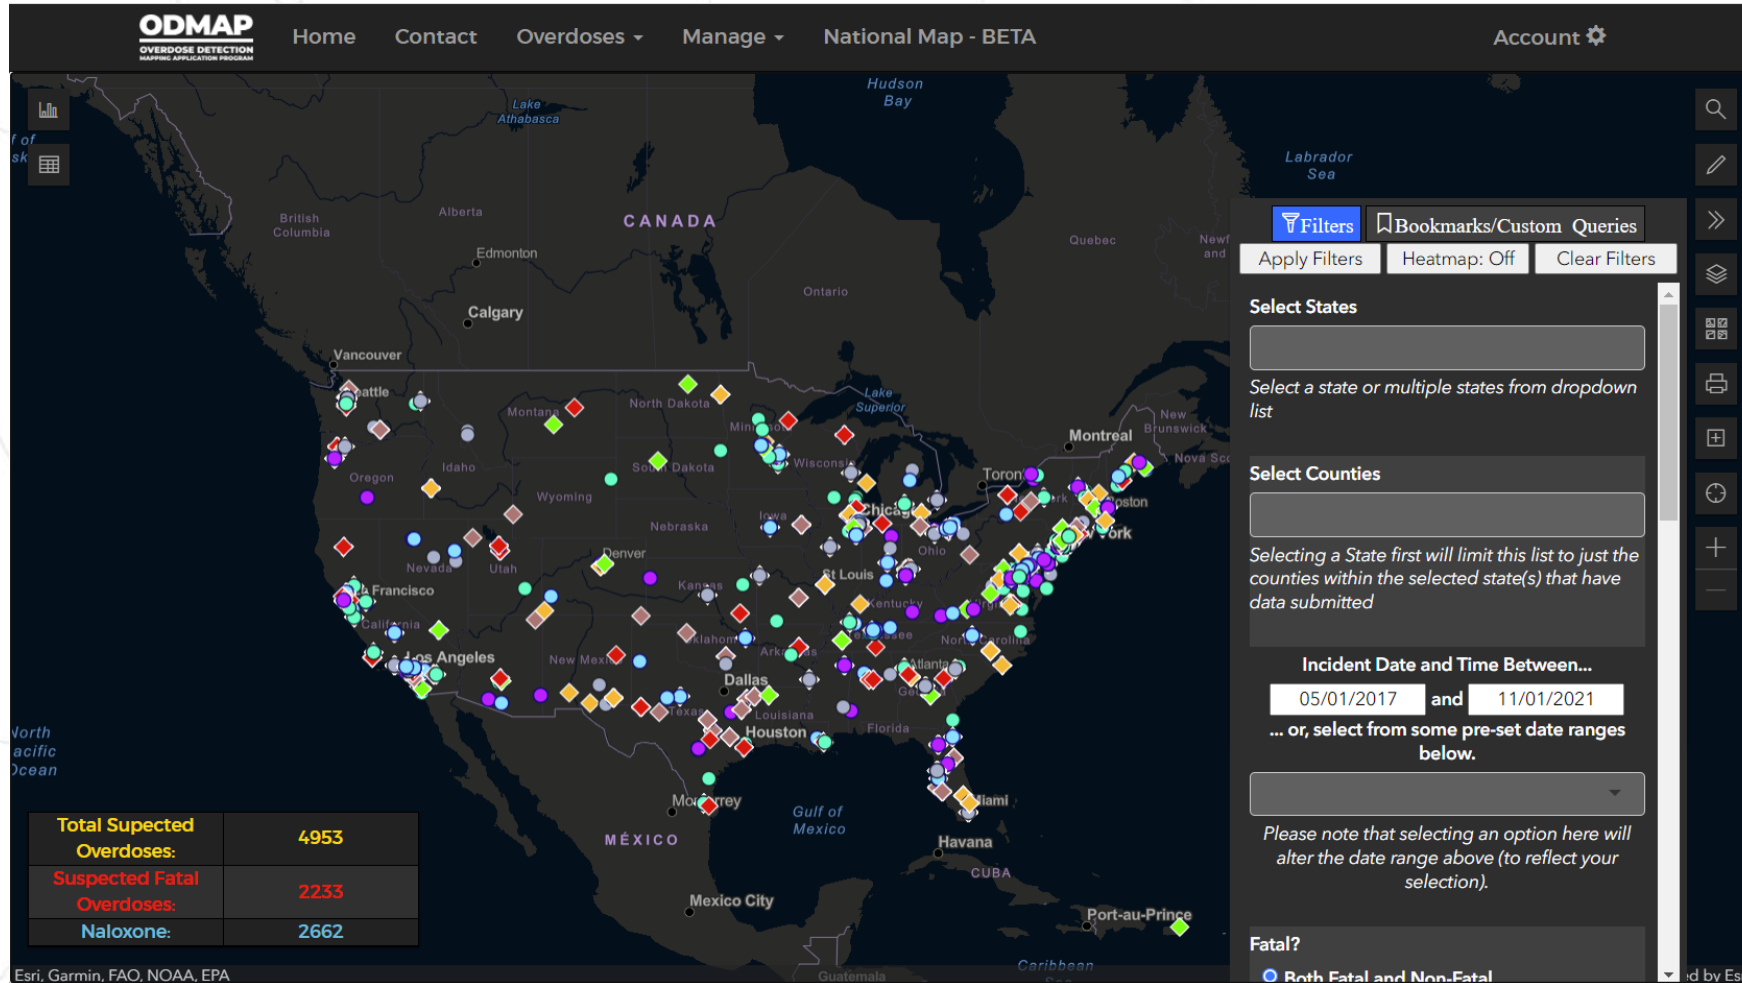 ODMAP
OVERDOSE DETECTION
MAPPING APPLICATION PROGRAM
Home
Contact
Overdoses
Manage
National Map - BETA
Account
Hudson
Bay
Lake
Athabasca
Labrador
Sea
British
Columbia
Alberta
CANADA
Quebec
Edmonton
Ontario
Calgary
Vancouver
Lake
Superior
North Dakota
Montana
New
Brunswick
Montreal
Wisconsin
South Dakota
Idaho
Oregon
Wyoming
Iowa
Nebraska
Ohio
Denver
Nevada
Utah
St Louis
Kansas
Kentucky
California
Los Angeles
New Mexico
Atlanta
Dallas
Texas
Louisiana
Florida
Houston
Gulf of
Mexico
Miami
MÉXICO
Havana
CUBA
Mexico City
Port-au-Prince
Caribbean
Guatemala
Filters
Bookmarks/Custom Queries
Apply Filters
Heatmap: Off
Clear Filters
Select States
Select a state or multiple states from dropdown
list
Select Counties
Selecting a State first will limit this list to just the
counties within the selected state(s) that have
data submitted
Incident Date and Time Between...
05/01/2017 and 11/01/2021
... or, select from some pre-set date ranges
below.
Please note that selecting an option here will
alter the date range above (to reflect your
selection).
Fatal?
Both Fatal and Non-Fatal
Total Supected
Overdoses:
4953
Suspected Fatal
Overdoses:
2233
Naloxone:
2662
Esri, Garmin, FAO, NOAA, EPA